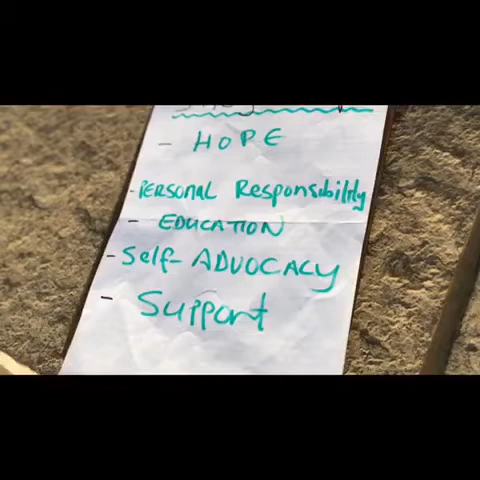 - HOPE
- PERSONAL Responsibility
- EDUCATION
- Self-ADVOCACY
- Support